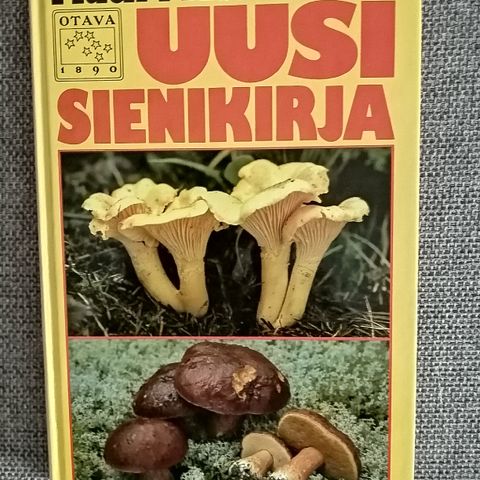 OTAVA
1890
UUSI
SIENIKIRJA